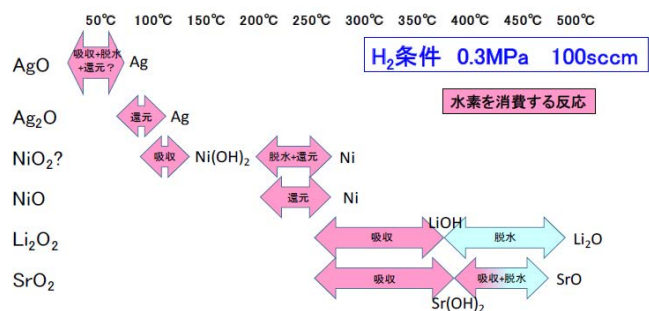 50℃ 100℃ 150℃ 200℃ 250℃ 300℃ 350℃ 400℃ 450℃ 500℃
H₂条件 0.3MPa 100sccm
水素を消費する反応
AgO 吸収+脱水
+還元? Ag
Ag₂O 還元 Ag
NiO₂? 吸収 Ni(OH)₂ 脱水+還元 Ni
NiO 還元 Ni
Li₂O₂ 吸収 LiOH 脱水 Li₂O
SrO₂ 吸収 Sr(OH)₂ 吸収+脱水 SrO